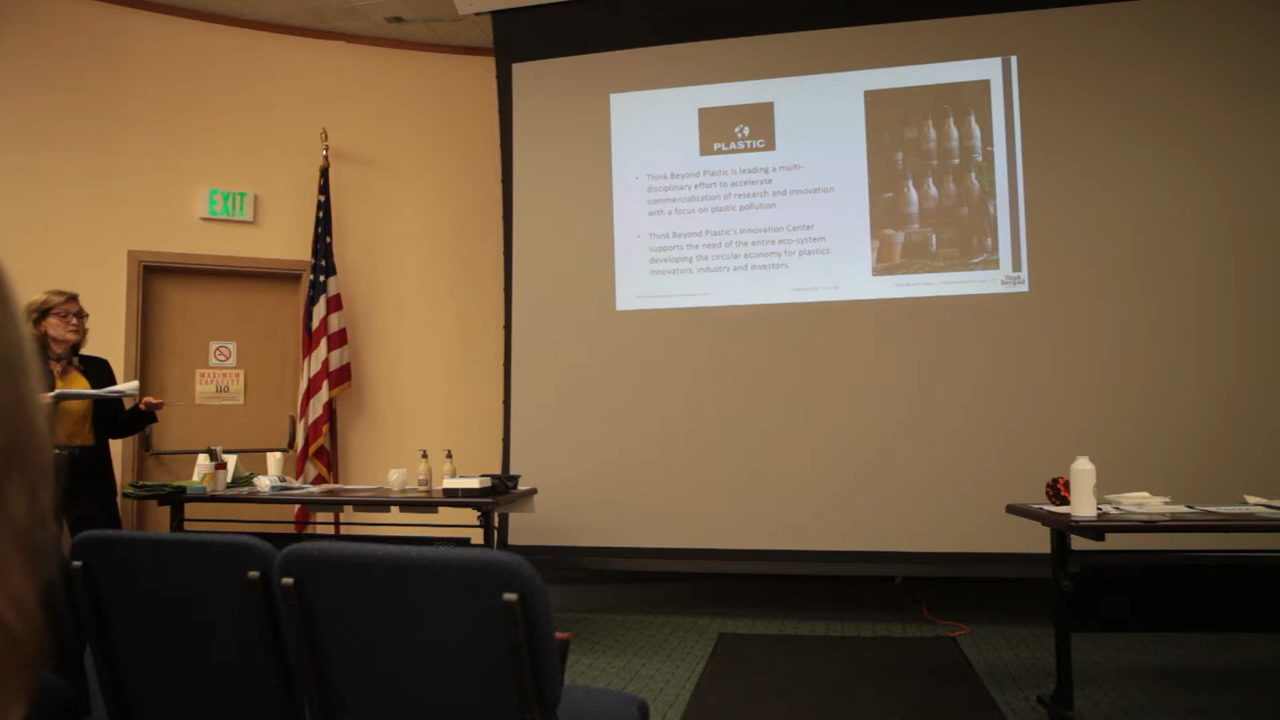 EXIT
MAXIMUM
CAPACITY
110
PLASTIC
Think Beyond Plastic is leading a multi-
disciplinary effort to accelerate
commercialization of research and innovation
with a focus on plastic pollution.
Think Beyond Plastic's Innovation Center
supports the need of the entire eco-system
developing the circular economy for plastics:
innovators, industry and investors.
Think
Beyond